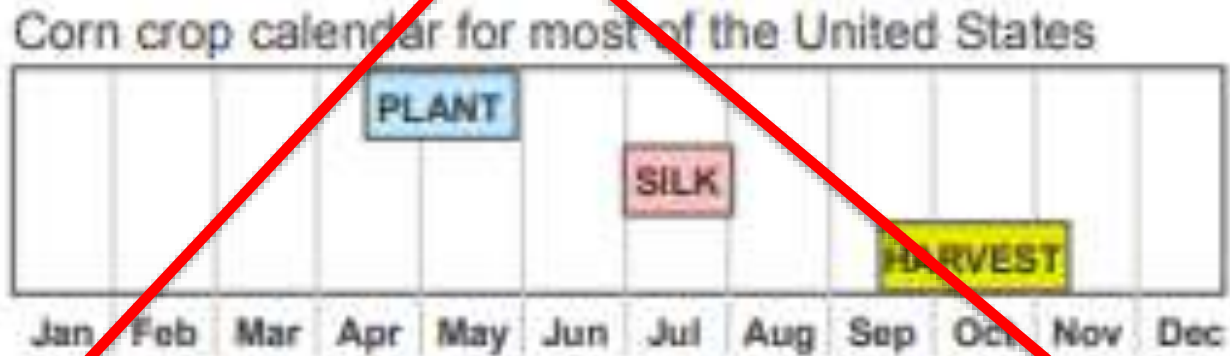 Corn crop calendar for most of the United States
PLANT
SILK
HARVEST
Jan Feb Mar Apr May Jun Jul Aug Sep Oct Nov Dec